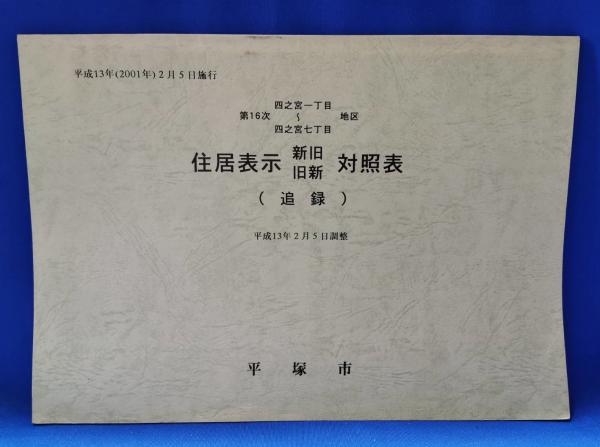 平成13年(2001年)2月5日施行
四之宮一丁目
第16次 〜 地区
四之宮七丁目
住居表示 新旧 対照表
旧新
(追録)
平成13年2月5日調整
平塚市